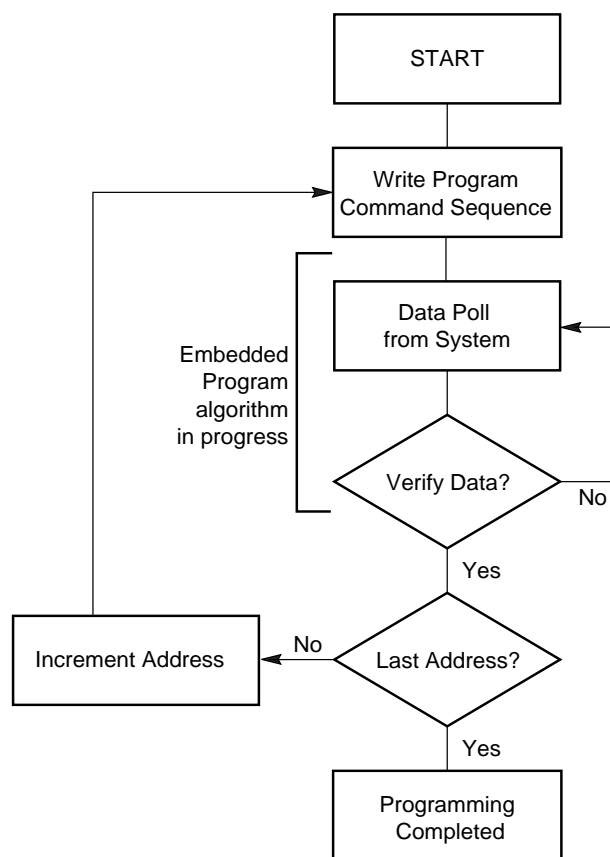 START
Write Program
Command Sequence
Data Poll
from System
Embedded
Program
algorithm
in progress
Verify Data?
No
Yes
Increment Address
No
Last Address?
Yes
Programming
Completed